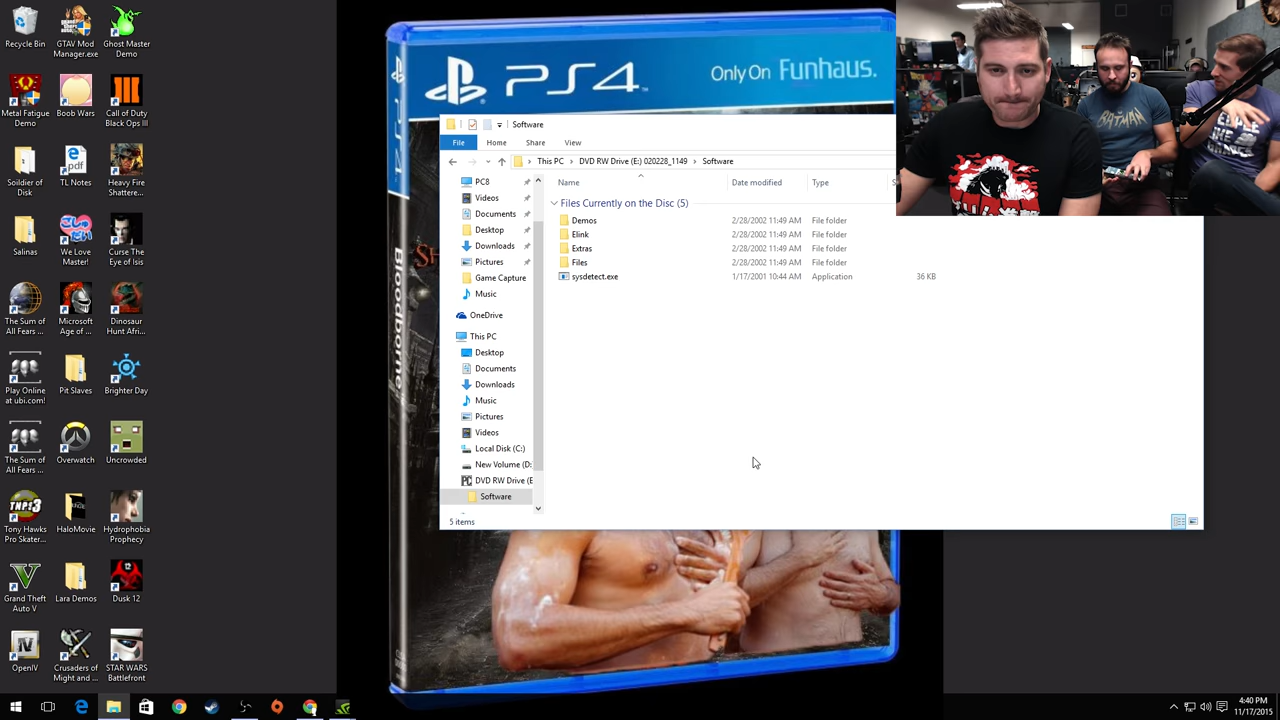 Recycle Bin
GTAV Mod Manager.exe
Ghost Master Demo
Metal Fatigue Demo
Boob Wars
Call of Duty Black Ops III
Soldier of
pdf
TL Notes
Navy Fire Shattere...
Salinas
We Love Master!
Curse The Eye of Isis
The Sum of All Fears ...
Microsoft Age of ...
Dinosaur Hunt Afri...
Play Online at ubi.com!
Pit Slaves
Brighter Day
The Sum of All Fears ...
Overwatch
Uncrowded
THPS3
Tony Hawks Pro Skater...
HaloMovie
Hydrophobia Prophecy
Grand Theft Auto V
Lara Demos
12
Dusk 12
IV
OpenIV
Crusaders of Might and ...
STAR WARS Battlefront
PS4
Only On Funhaus.
Bloodborne
Software
File
Home
Share
View
This PC > DVD RW Drive (E:) 020228_1149 > Software
PC8
Videos
Documents
Desktop
Downloads
Pictures
Game Capture
Music
OneDrive
This PC
Desktop
Documents
Downloads
Music
Pictures
Videos
Local Disk (C:)
New Volume (D:
PC DVD RW Drive (E
Software
Name Date modified Type S
Files Currently on the Disc (5)
Demos 2/28/2002 11:49 AM File folder
Elink 2/28/2002 11:49 AM File folder
Extras 2/28/2002 11:49 AM File folder
Files 2/28/2002 11:49 AM File folder
sysdetect.exe 1/17/2001 10:44 AM Application 36 KB
5 items
BATMAN
4:40 PM
11/17/2015